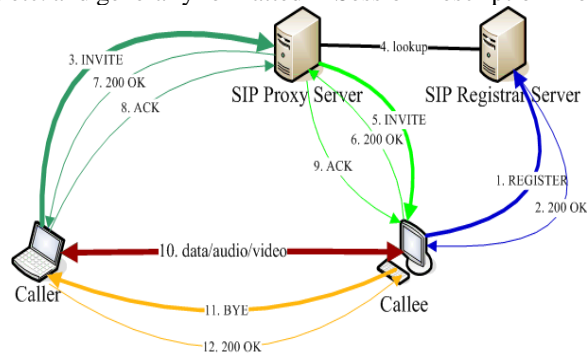 3. INVITE
7. 200 OK
8. ACK
4. lookup
SIP Proxy Server
SIP Registrar Server
5. INVITE
6. 200 OK
9. ACK
1. REGISTER
2. 200 OK
10. data/audio/video
Caller
Callee
11. BYE
12. 200 OK